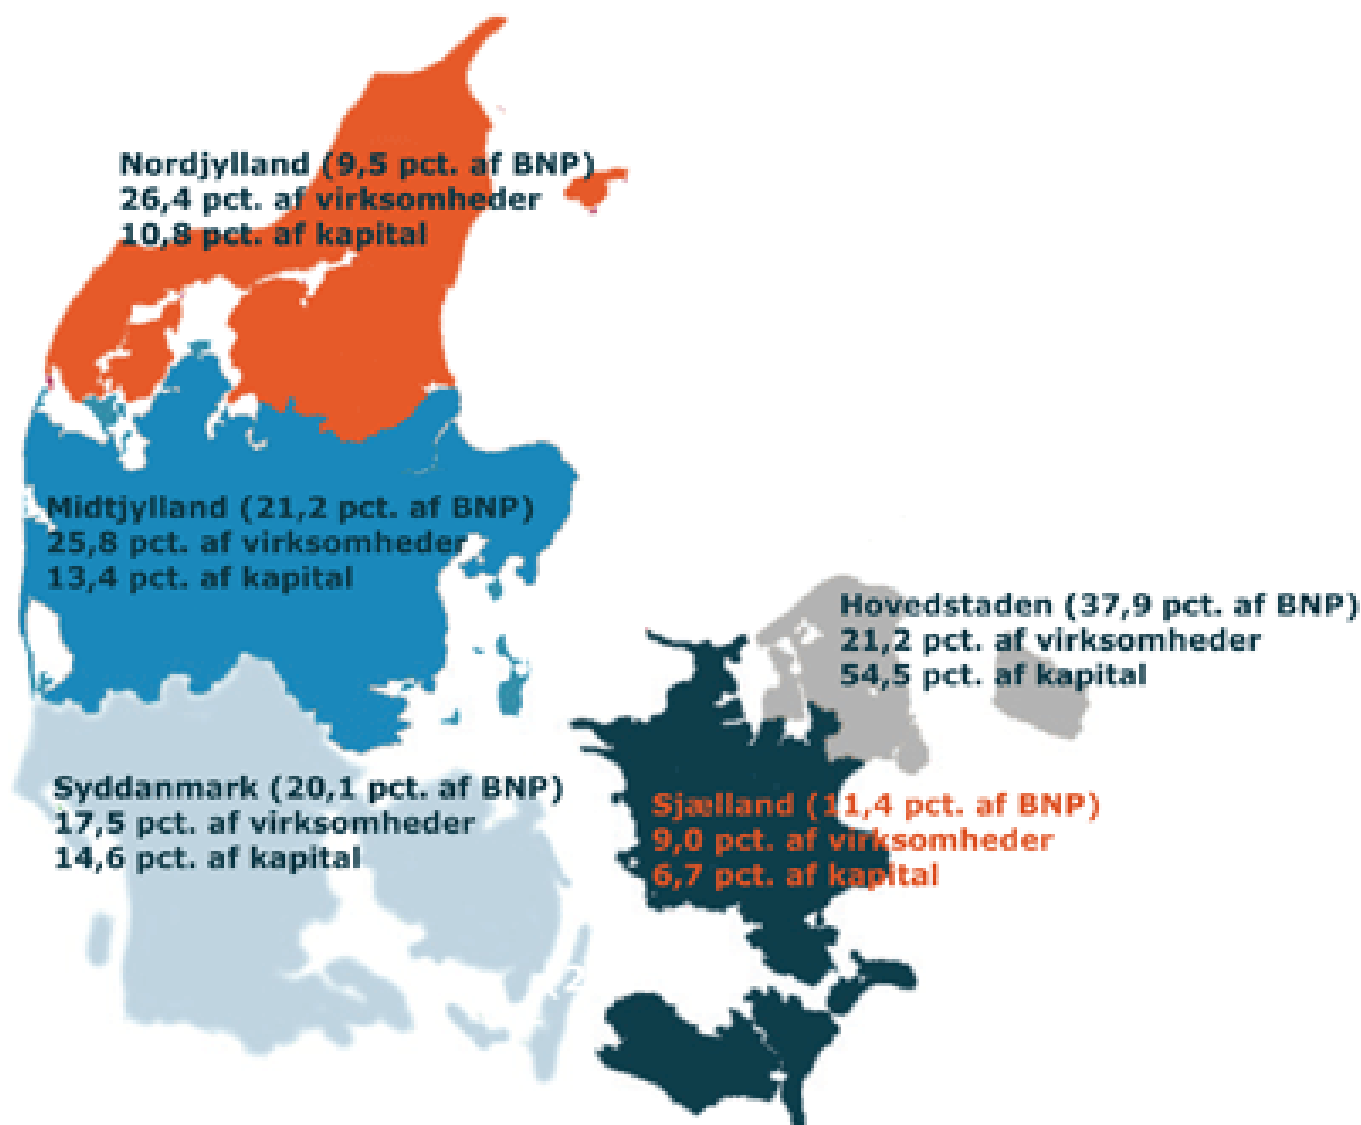 Nordjylland (9,5 pct. af BNP)
26,4 pct. af virksomheder
10,8 pct. af kapital
Midtjylland (21,2 pct. af BNP)
25,8 pct. af virksomheder
13,4 pct. af kapital
Hovedstaden (37,9 pct. af BNP)
21,2 pct. af virksomheder
54,5 pct. af kapital
Syddanmark (20,1 pct. af BNP)
17,5 pct. af virksomheder
14,6 pct. af kapital
Sjælland (11,4 pct. af BNP)
9,0 pct. af virksomheder
6,7 pct. af kapital